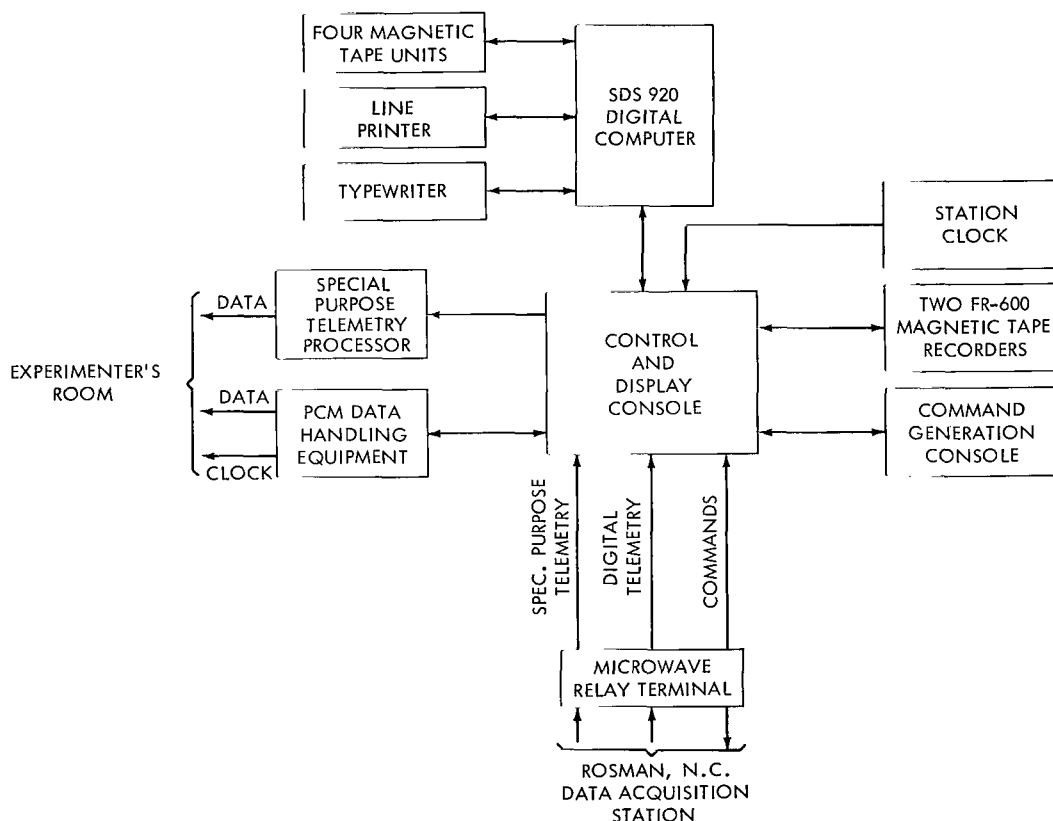 FOUR MAGNETIC
TAPE UNITS
LINE
PRINTER
TYPEWRITER
SDS 920
DIGITAL
COMPUTER
STATION
CLOCK
TWO FR-600
MAGNETIC TAPE
RECORDERS
COMMAND
GENERATION
CONSOLE
CONTROL
AND
DISPLAY
CONSOLE
SPECIAL
PURPOSE
TELEMETRY
PROCESSOR
PCM DATA
HANDLING
EQUIPMENT
DATA
DATA
CLOCK
EXPERIMENTER'S
ROOM
SPEC. PURPOSE
TELEMETRY
DIGITAL
TELEMETRY
COMMANDS
MICROWAVE
RELAY TERMINAL
ROSMAN, N.C.
DATA ACQUISITION
STATION